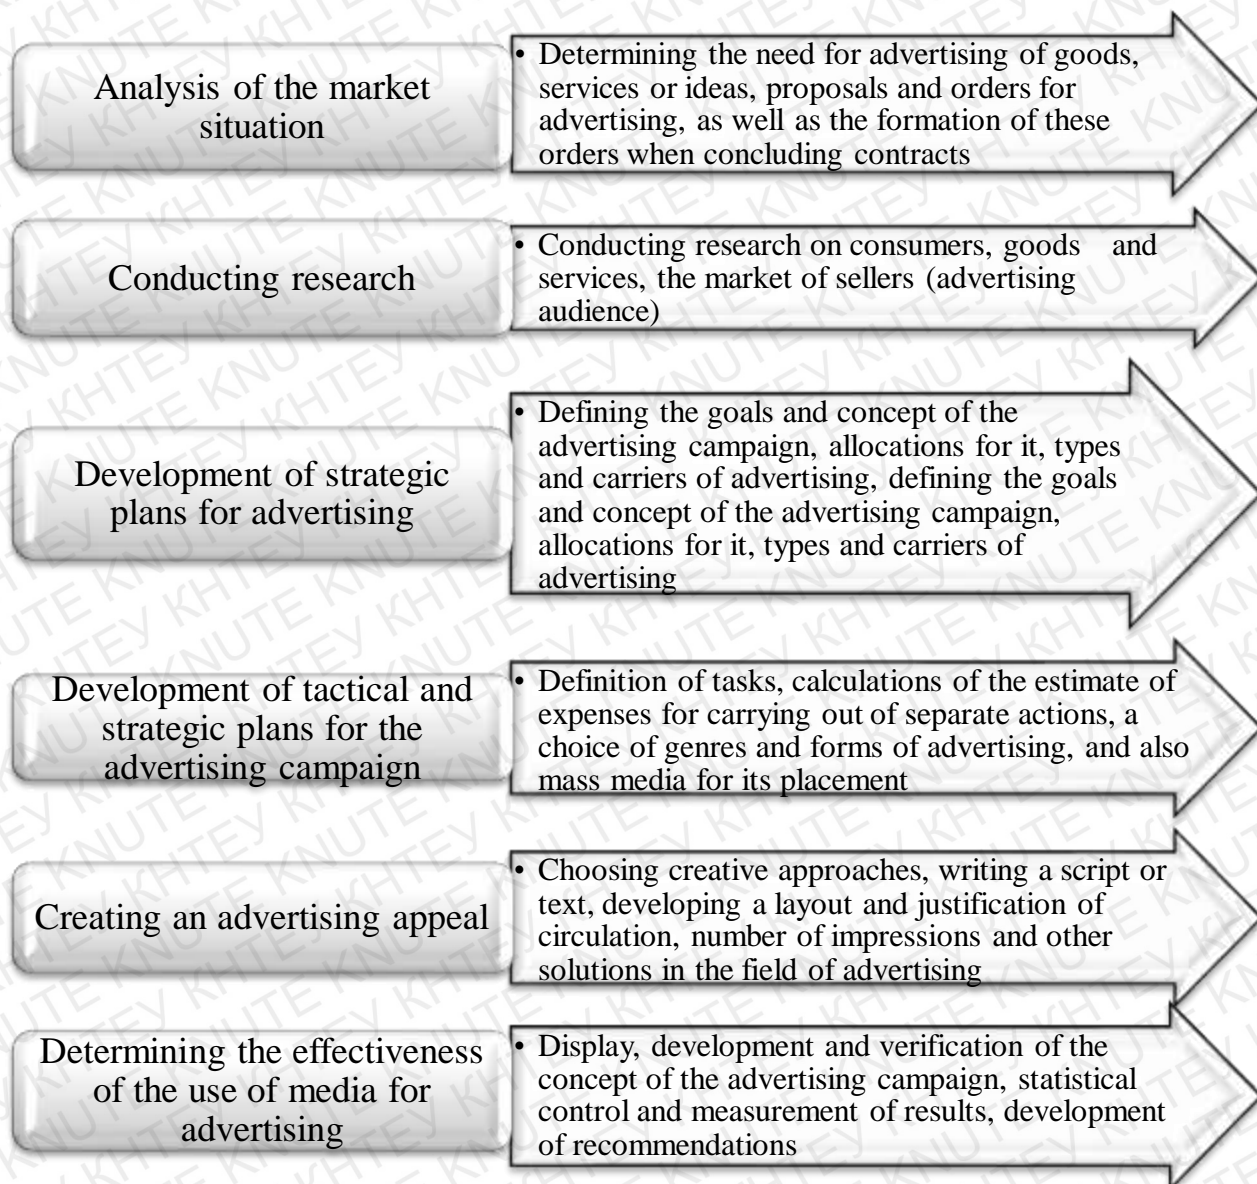 Analysis of the market
situation
• Determining the need for advertising of goods,
services or ideas, proposals and orders for
advertising, as well as the formation of these
orders when concluding contracts
Conducting research
• Conducting research on consumers, goods and
services, the market of sellers (advertising
audience)
Development of strategic
plans for advertising
• Defining the goals and concept of the
advertising campaign, allocations for it, types
and carriers of advertising, defining the goals
and concept of the advertising campaign,
allocations for it, types and carriers of
advertising
Development of tactical and
strategic plans for the
advertising campaign
• Definition of tasks, calculations of the estimate of
expenses for carrying out of separate actions, a
choice of genres and forms of advertising, and also
mass media for its placement
Creating an advertising appeal
• Choosing creative approaches, writing a script or
text, developing a layout and justification of
circulation, number of impressions and other
solutions in the field of advertising
Determining the effectiveness
of the use of media for
advertising
• Display, development and verification of the
concept of the advertising campaign, statistical
control and measurement of results, development
of recommendations